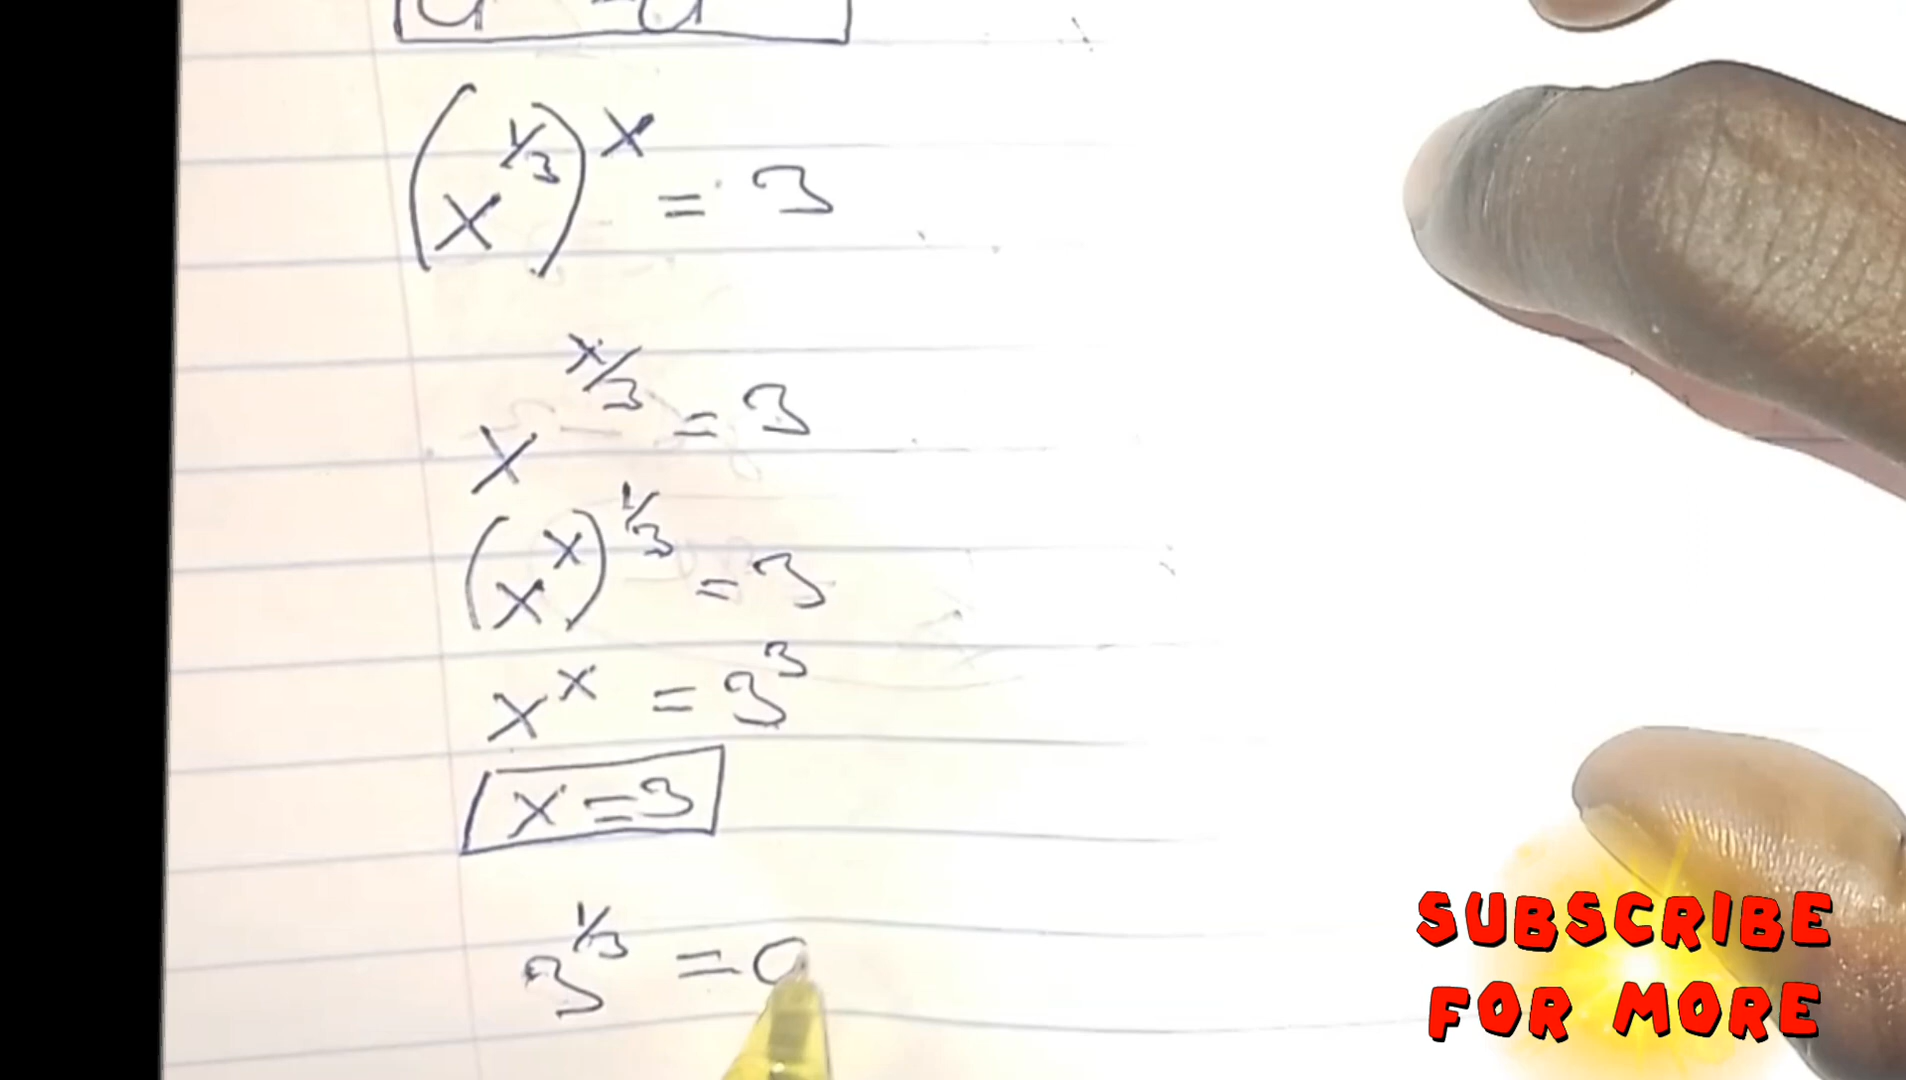 (x^{1/3})^x = 3
x^{x/3} = 3
(x^x)^{1/3} = 3
x^x = 3^3
x = 3
3^{1/3} =
SUBSCRIBE
FOR MORE